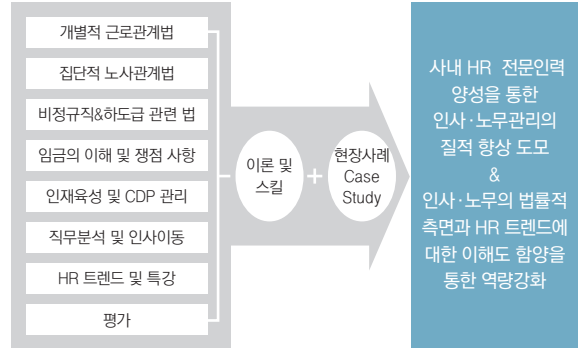 개별적 근로관계법
집단적 노사관계법
비정규직&하도급 관련 법
임금의 이해 및 쟁점 사항
인재육성 및 CDP 관리
직무분석 및 인사이동
HR 트렌드 및 특강
평가
이론 및
스킬
+
현장사례
Case
Study
사내 HR 전문인력
양성을 통한
인사·노무관리의
질적 향상 도모
&
인사·노무의 법률적
측면과 HR 트렌드에
대한 이해도 함양을
통한 역량강화